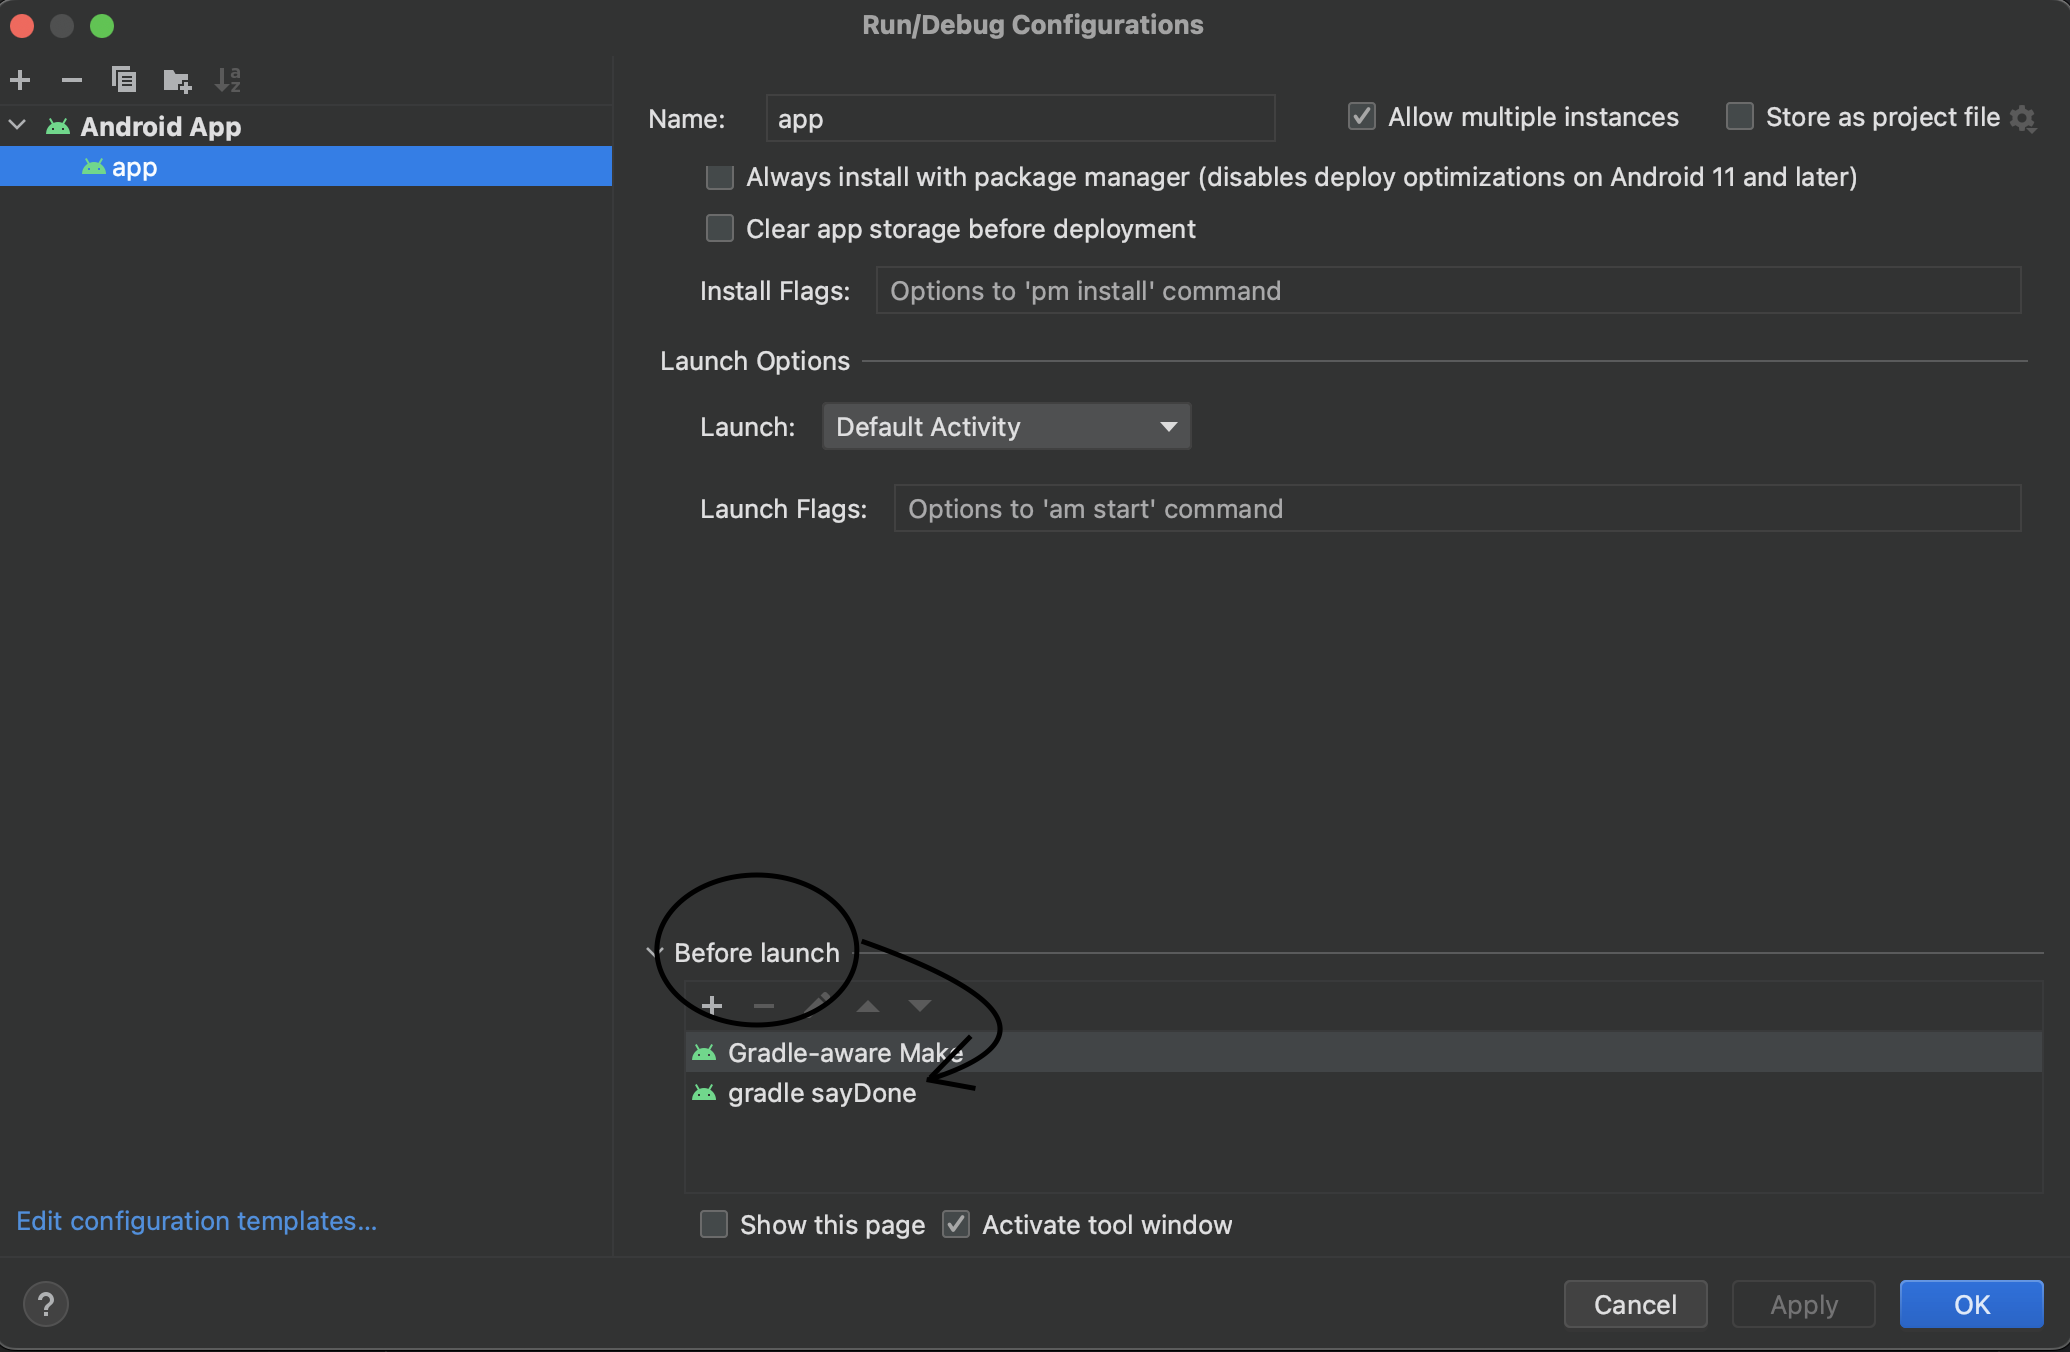 Run/Debug Configurations
Android App
app
Name: app Allow multiple instances Store as project file
Always install with package manager (disables deploy optimizations on Android 11 and later)
Clear app storage before deployment
Install Flags: Options to 'pm install' command
Launch Options
Launch: Default Activity
Launch Flags: Options to 'am start' command
Before launch
Gradle-aware Make
gradle sayDone
Show this page Activate tool window
Edit configuration templates...
? Cancel Apply OK